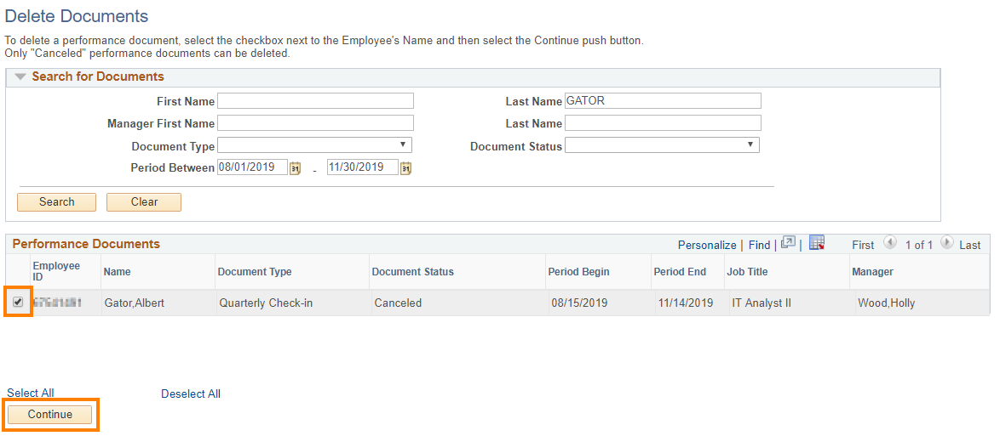 Delete Documents
To delete a performance document, select the checkbox next to the Employee's Name and then select the Continue push button.
Only "Canceled" performance documents can be deleted.
Search for Documents
First Name Last Name GATOR
Manager First Name Last Name
Document Type Document Status
Period Between 08/01/2019 31 - 11/30/2019 31
Search Clear
Performance Documents Personalize | Find | | First 1 of 1 Last
Employee ID Name Document Type Document Status Period Begin Period End Job Title Manager
Gator,Albert Quarterly Check-in Canceled 08/15/2019 11/14/2019 IT Analyst II Wood,Holly
Select All Deselect All
Continue